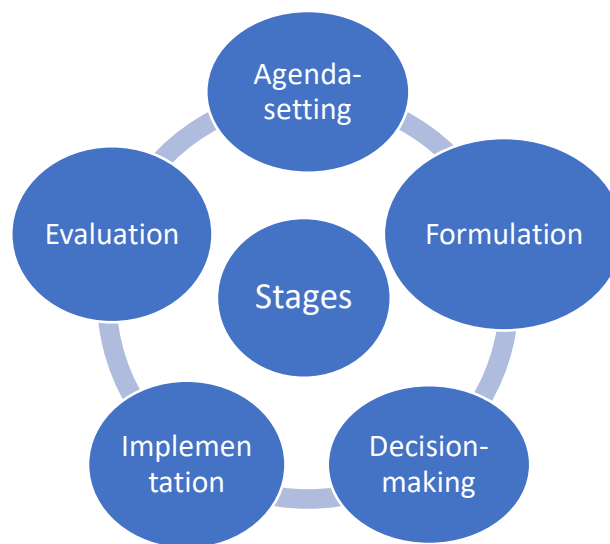 Agenda-
setting
Evaluation
Formulation
Stages
Implemen
tation
Decision-
making